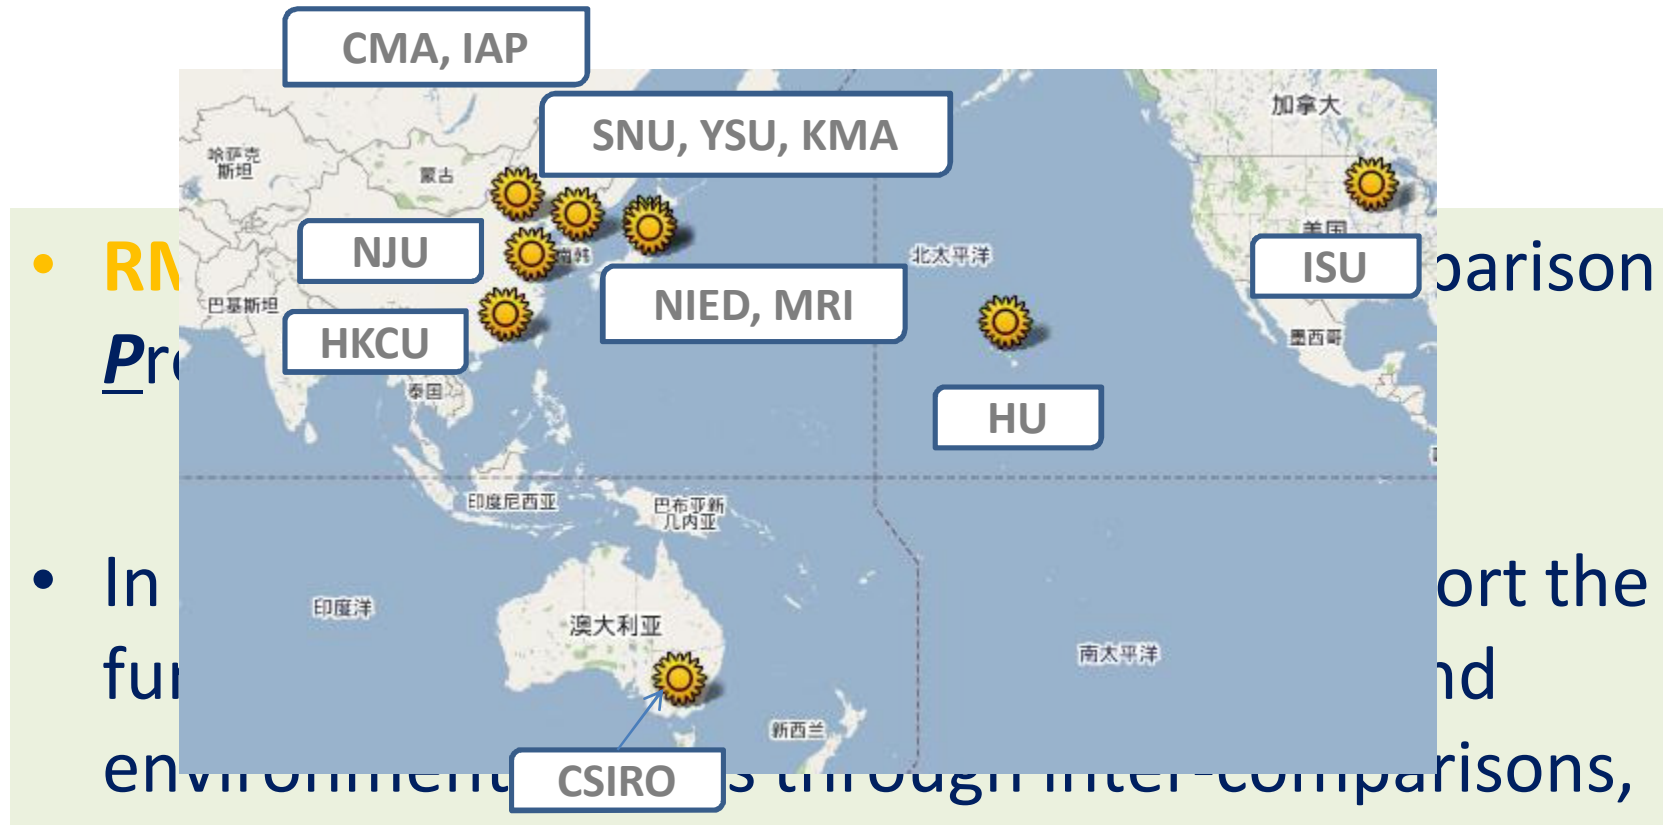 CMA, IAP
加拿大
SNU, YSU, KMA
哈萨克
斯坦
蒙古
美国
NJU
南韩
北太平洋
ISU
• RM parison
巴基斯坦
NIED, MRI
HKCU
墨西哥
Pr
泰国
HU
印度尼西亚
巴布亚新
几内亚
• In ort the
印度洋
澳大利亚
南太平洋
fu nd
新西兰
CSIRO
environment s through inter-comparisons,